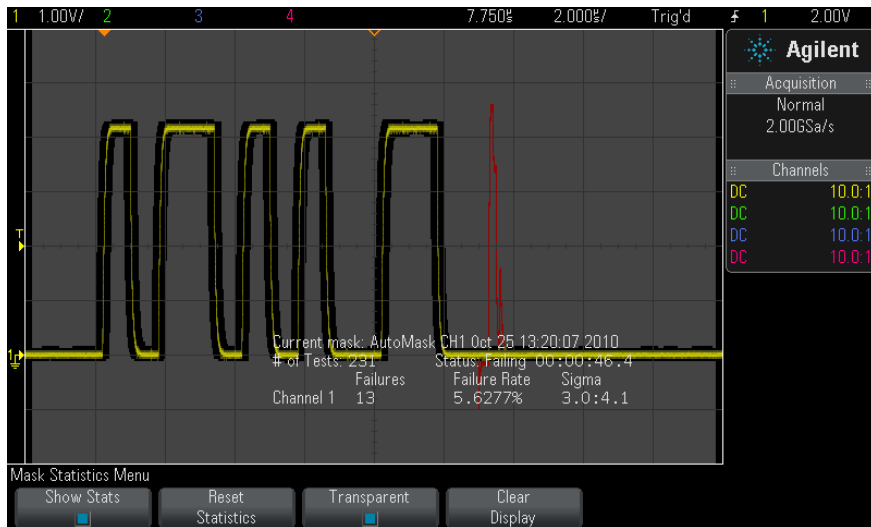 1 1.00V/ 2 3 4 7.750s 2.000s/ Trig'd 1 2.00V
Agilent
Acquisition
Normal
2.00GSa/s
Channels
DC 10.0:1
DC 10.0:1
DC 10.0:1
DC 10.0:1
T
1
Current mask: AutoMask CH1 Oct 25 13:20:07 2010
# of Tests: 231 Status: Failing 00:00:46.4
Failures Failure Rate Sigma
Channel 1 13 5.6277% 3.0:4.1
Mask Statistics Menu
Show Stats Reset Statistics Transparent Clear Display